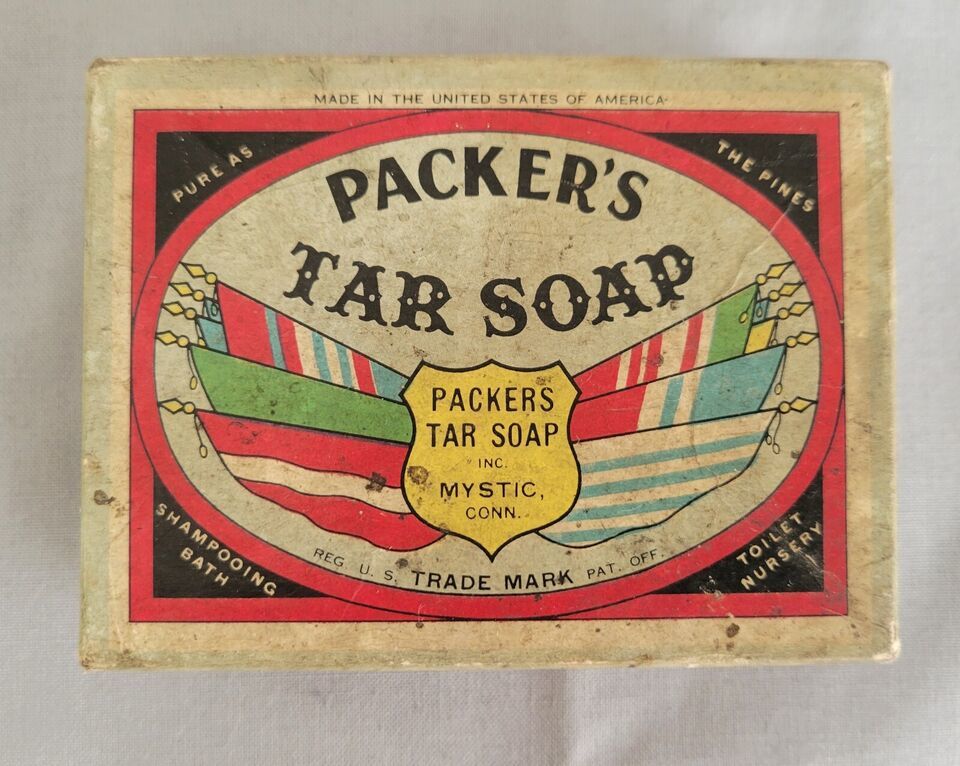 MADE IN THE UNITED STATES OF AMERICA
PURE AS
THE PINES
PACKER'S
TAR SOAP
PACKERS
TAR SOAP
INC.
MYSTIC,
CONN.
SHAMPOOING
BATH
TOILET
NURSERY
REG. U. S. TRADE MARK PAT. OFF.